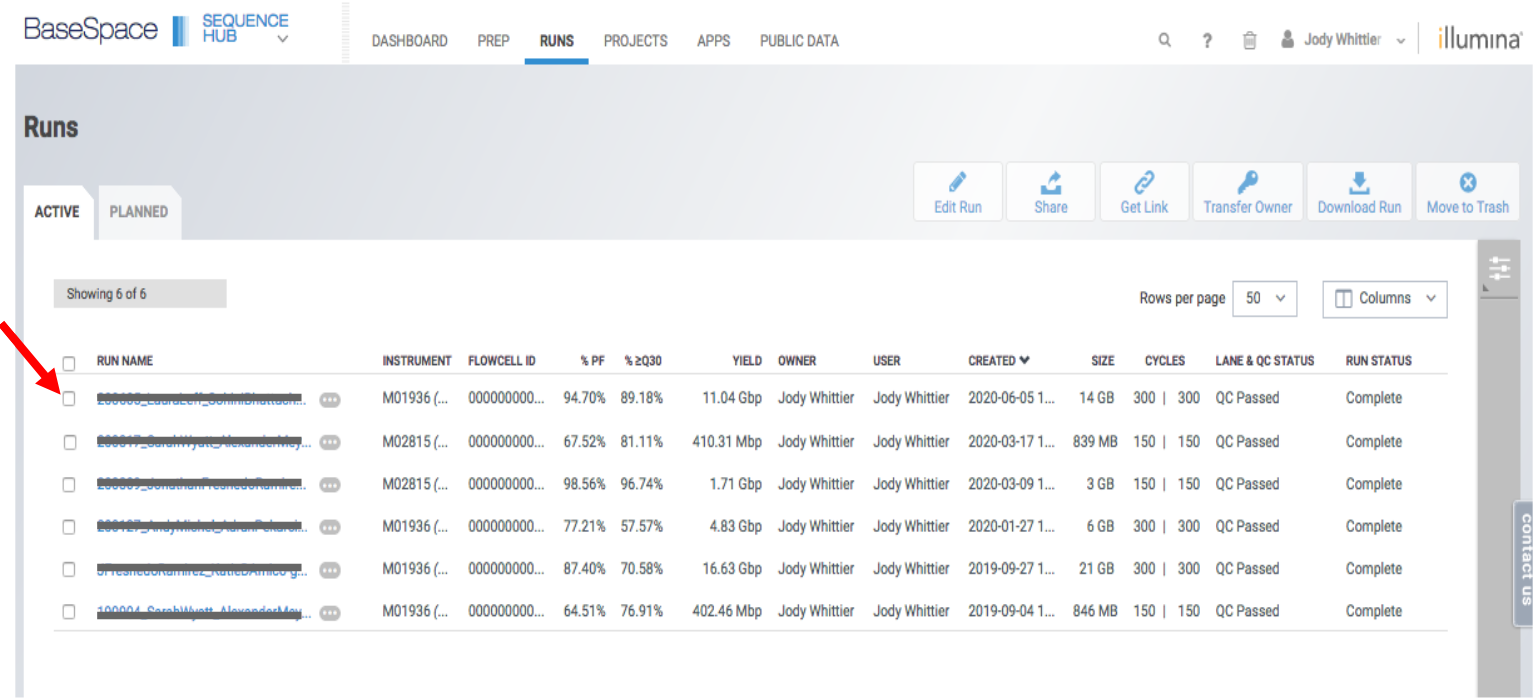 BaseSpace SEQUENCE HUB DASHBOARD PREP RUNS PROJECTS APPS PUBLIC DATA ? Jody Whittier illumina
Runs
Edit Run Share Get Link Transfer Owner Download Run Move to Trash
ACTIVE PLANNED
Showing 6 of 6
Rows per page 50 Columns
RUN NAME INSTRUMENT FLOWCELL ID % PF % ≥Q30 YIELD OWNER USER CREATED SIZE CYCLES LANE & QC STATUS RUN STATUS
M01936 (... 000000000... 94.70% 89.18% 11.04 Gbp Jody Whittier Jody Whittier 2020-06-05 1... 14 GB 300 | 300 QC Passed Complete
M02815 (... 000000000... 67.52% 81.11% 410.31 Mbp Jody Whittier Jody Whittier 2020-03-17 1... 839 MB 150 | 150 QC Passed Complete
M02815 (... 000000000... 98.56% 96.74% 1.71 Gbp Jody Whittier Jody Whittier 2020-03-09 1... 3 GB 150 | 150 QC Passed Complete
M01936 (... 000000000... 77.21% 57.57% 4.83 Gbp Jody Whittier Jody Whittier 2020-01-27 1... 6 GB 300 | 300 QC Passed Complete
M01936 (... 000000000... 87.40% 70.58% 16.63 Gbp Jody Whittier Jody Whittier 2019-09-27 1... 21 GB 300 | 300 QC Passed Complete
M01936 (... 000000000... 64.51% 76.91% 402.46 Mbp Jody Whittier Jody Whittier 2019-09-04 1... 846 MB 150 | 150 QC Passed Complete
contact us